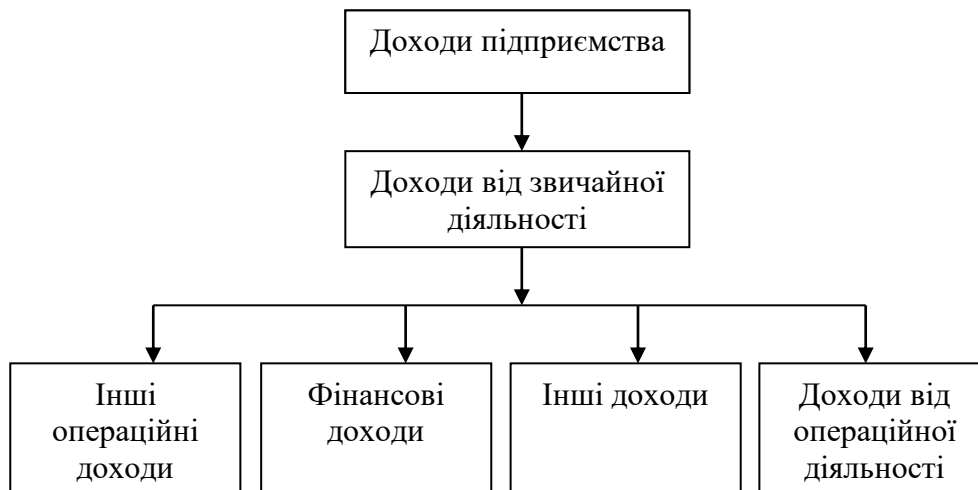 Доходи підприємства
Доходи від звичайної
діяльності
Інші
операційні
доходи
Фінансові
доходи
Інші доходи
Доходи від
операційної
діяльності